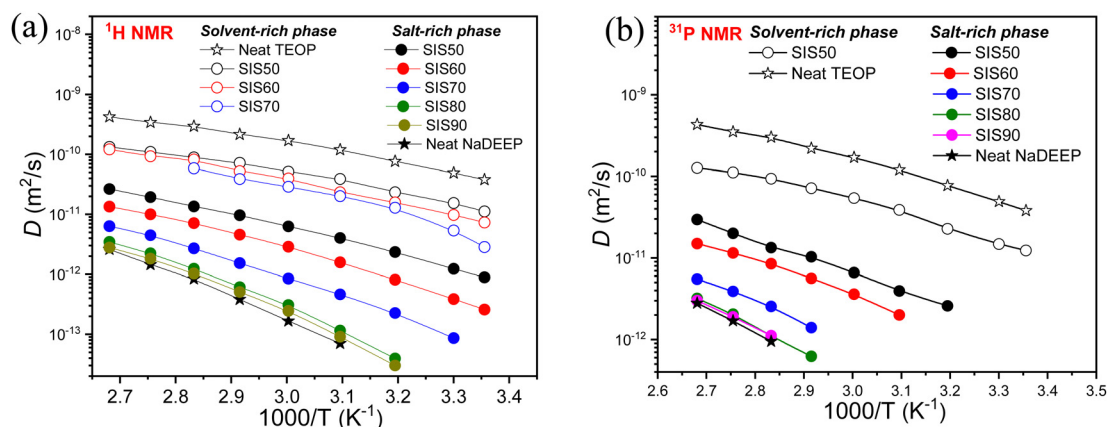 (a)
¹H NMR
Solvent-rich phase
Neat TEOP
SIS50
SIS60
SIS70
Salt-rich phase
SIS50
SIS60
SIS70
SIS80
SIS90
Neat NaDEEP
10⁻⁸
10⁻⁹
10⁻¹⁰
10⁻¹¹
10⁻¹²
10⁻¹³
D (m²/s)
2.7 2.8 2.9 3.0 3.1 3.2 3.3 3.4
1000/T (K⁻¹)
(b)
³¹P NMR
Solvent-rich phase
SIS50
Neat TEOP
Salt-rich phase
SIS50
SIS60
SIS70
SIS80
SIS90
Neat NaDEEP
10⁻⁹
10⁻¹⁰
10⁻¹¹
10⁻¹²
D (m²/s)
2.6 2.7 2.8 2.9 3.0 3.1 3.2 3.3 3.4 3.5
1000/T (K⁻¹)